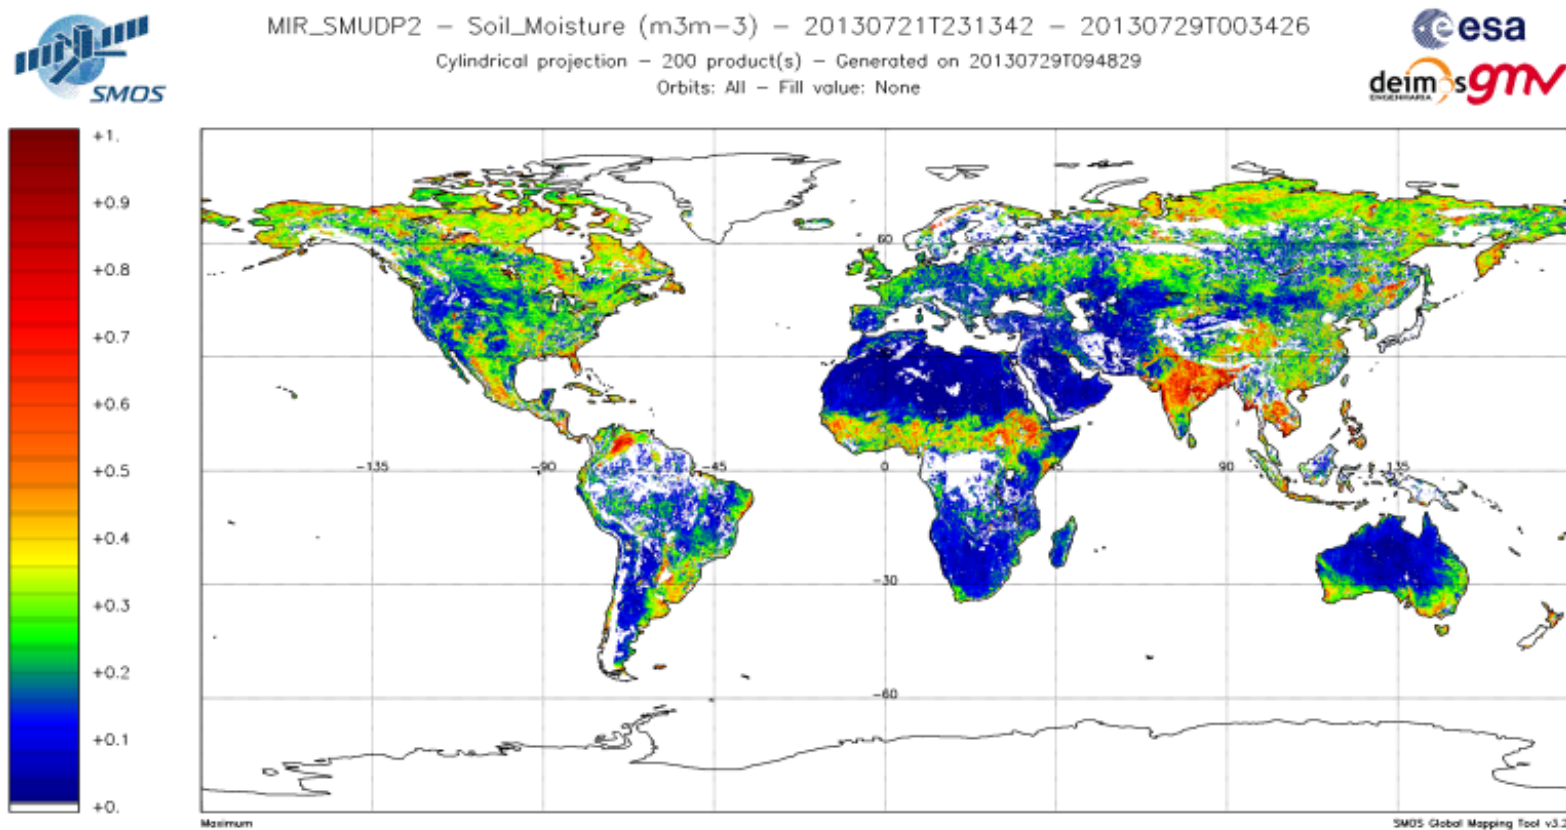 MIR_SMUDP2 – Soil_Moisture (m3m–3) – 20130721T231342 – 20130729T003426
Cylindrical projection – 200 product(s) – Generated on 20130729T094829
Orbits: All – Fill value: None
SMOS
esa
deimos
ENGENHARIA
gmv
+1.
+0.9
+0.8
+0.7
+0.6
+0.5
+0.4
+0.3
+0.2
+0.1
+0.
60
-135
-90
-45
0
45
90
135
-30
-60
Maximum
SMOS Global Mapping Tool v3.